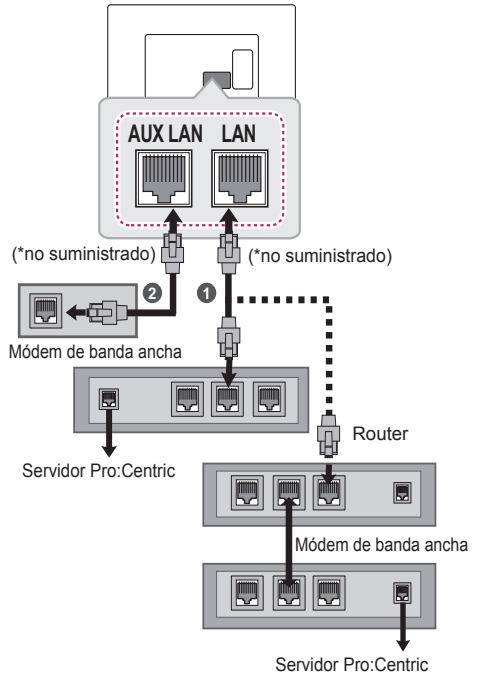 AUX LAN LAN
(*no suministrado) (*no suministrado)
2 1
Módem de banda ancha
Servidor Pro:Centric
Router
Módem de banda ancha
Servidor Pro:Centric